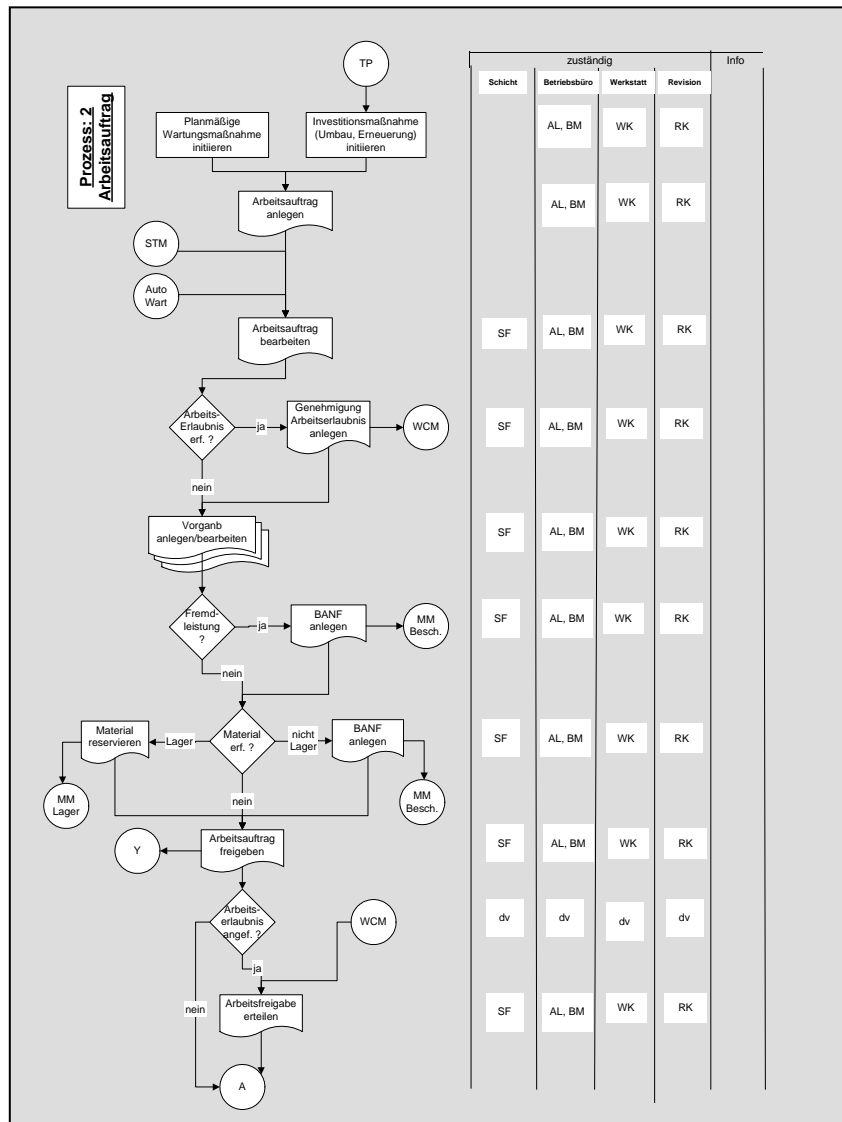 Prozess: 2
Arbeitsauftrag
zuständig
Info
Schicht
Betriebsbüro
Werkstatt
Revision
TP
Planmäßige
Wartungsmaßnahme
initiieren
Investitionsmaßnahme
(Umbau, Erneuerung)
initiieren
AL, BM
WK
RK
Arbeitsauftrag
anlegen
AL, BM
WK
RK
STM
Auto
Wart
Arbeitsauftrag
bearbeiten
SF
AL, BM
WK
RK
Arbeits-
Erlaubnis
erf. ?
ja
Genehmigung
Arbeitserlaubnis
anlegen
WCM
SF
AL, BM
WK
RK
nein
Vorganb
anlegen/bearbeiten
SF
AL, BM
WK
RK
Fremd-
leistung
?
ja
BANF
anlegen
MM
Besch.
SF
AL, BM
WK
RK
nein
Material
reservieren
Lager
Material
erf. ?
nicht
Lager
BANF
anlegen
SF
AL, BM
WK
RK
MM
Lager
MM
Besch.
nein
Y
Arbeitsauftrag
freigeben
SF
AL, BM
WK
RK
Arbeits-
erlaubnis
angef. ?
WCM
dv
dv
dv
dv
ja
nein
Arbeitsfreigabe
erteilen
SF
AL, BM
WK
RK
A